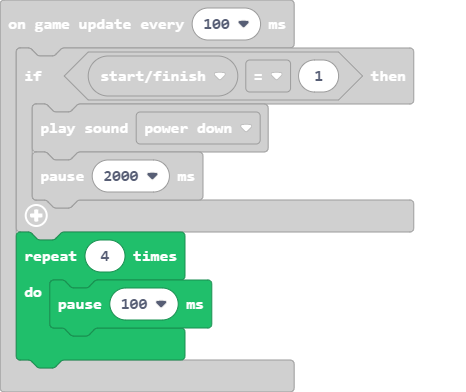 on game update every 100 ms
if start/finish = 1 then
play sound power down
pause 2000 ms
repeat 4 times
do pause 100 ms